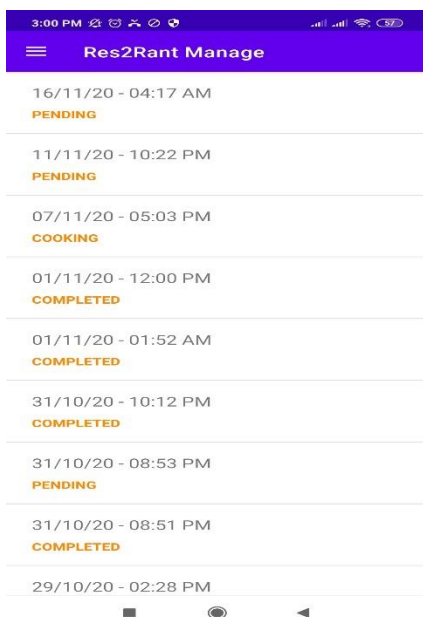 3:00 PM 57
Res2Rant Manage
16/11/20 - 04:17 AM
PENDING
11/11/20 - 10:22 PM
PENDING
07/11/20 - 05:03 PM
COOKING
01/11/20 - 12:00 PM
COMPLETED
01/11/20 - 01:52 AM
COMPLETED
31/10/20 - 10:12 PM
COMPLETED
31/10/20 - 08:53 PM
PENDING
31/10/20 - 08:51 PM
COMPLETED
29/10/20 - 02:28 PM